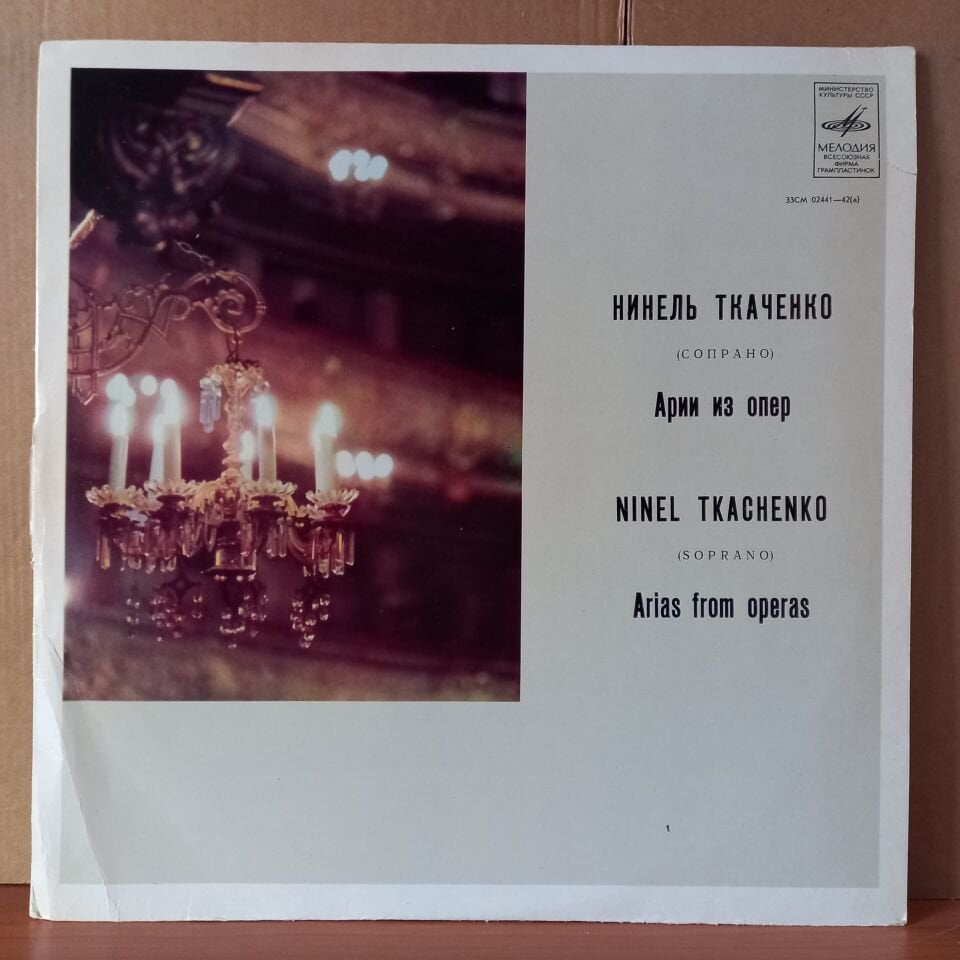 МИНИСТЕРСТВО
КУЛЬТУРЫ СССР
МЕЛОДИЯ
ВСЕСОЮЗНАЯ
ФИРМА
ГРАМПЛАСТИНОК
33СМ 02441—42(а)
НИНЕЛЬ ТКАЧЕНКО
(СОПРАНО)
Арии из опер
NINEL TKACHENKO
(SOPRANO)
Arias from operas